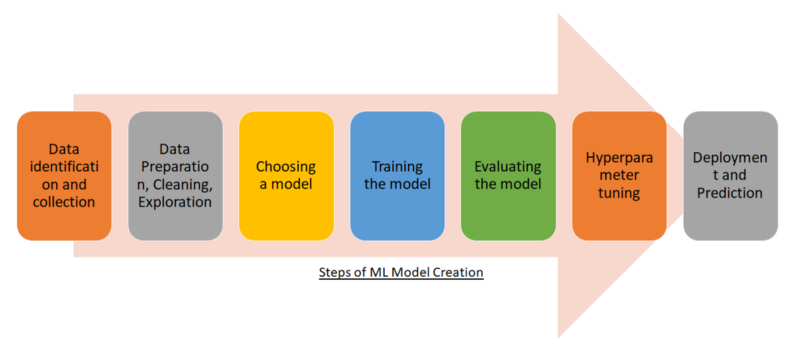 Data
identificati
on and
collection
Data
Preparatio
n, Cleaning,
Exploration
Choosing
a model
Training
the model
Evaluating
the model
Hyperpara
meter
tuning
Deploymen
t and
Prediction
Steps of ML Model Creation